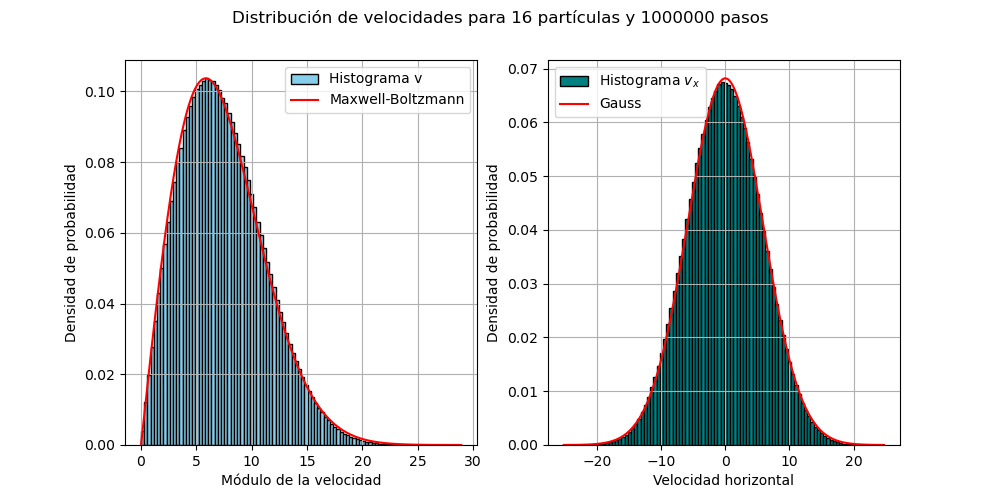 Distribución de velocidades para 16 partículas y 1000000 pasos
Histograma v
Maxwell-Boltzmann
Densidad de probabilidad
0.10
0.08
0.06
0.04
0.02
0.00
0 5 10 15 20 25 30
Módulo de la velocidad
Histograma $v_x$
Gauss
Densidad de probabilidad
0.07
0.06
0.05
0.04
0.03
0.02
0.01
0.00
−20 −10 0 10 20
Velocidad horizontal